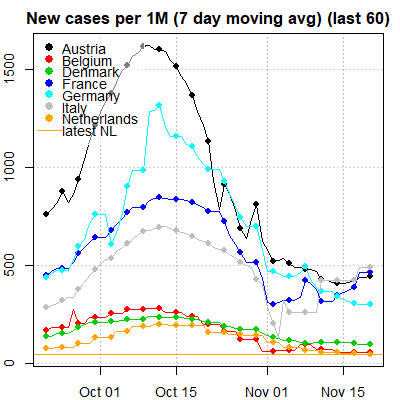 New cases per 1M (7 day moving avg) (last 60)
Austria
Belgium
Denmark
France
Germany
Italy
Netherlands
latest NL
1500
1000
500
0
Oct 01 Oct 15 Nov 01 Nov 15